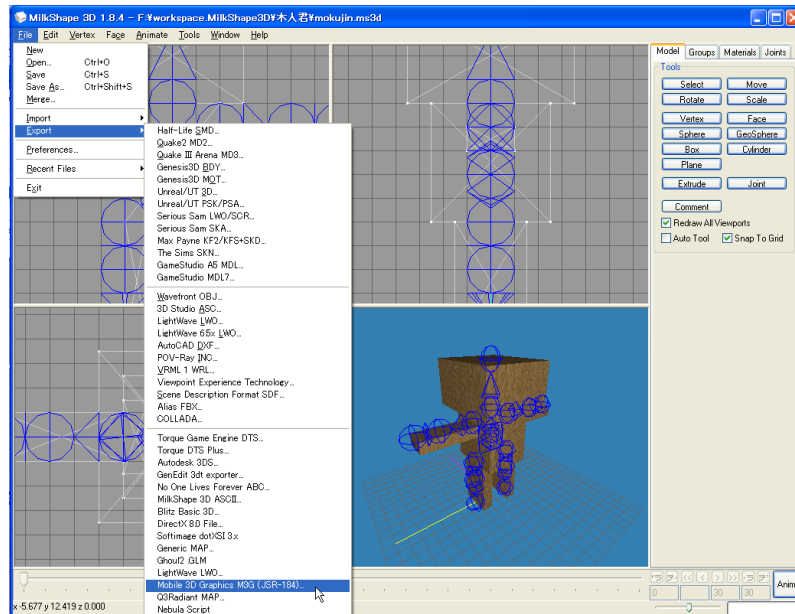 MilkShape 3D 1.8.4 - F:¥workspace.MilkShape3D¥木人君¥mokujin.ms3d
File Edit Vertex Face Animate Tools Window Help
New
Open... Ctrl+O
Save Ctrl+S
Save As... Ctrl+Shift+S
Merge...
Import
Export
Preferences...
Recent Files
Exit
Half-Life SMD...
Quake2 MD2...
Quake III Arena MD3...
Genesis3D BDY...
Genesis3D MOT...
Unreal/UT 3D...
Unreal/UT PSK/PSA...
Serious Sam LWO/SCR...
Serious Sam SKA...
Max Payne KF2/KFS+SKD...
The Sims SKN...
GameStudio A5 MDL...
GameStudio MDL7...
Wavefront OBJ...
3D Studio ASC...
LightWave LWO...
LightWave 6.5x LWO...
AutoCAD DXF...
POV-Ray INC...
VRML 1 WRL...
Viewpoint Experience Technology...
Scene Description Format SDF...
Alias FBX...
COLLADA...
Torque Game Engine DTS...
Torque DTS Plus...
Autodesk 3DS...
GenEdit 3dt exporter...
No One Lives Forever ABC...
MilkShape 3D ASCII...
Blitz Basic 3D...
DirectX 8.0 File...
Softimage dotXSI 3.x
Generic MAP...
Ghoul2 .GLM
LightWave LWO...
Mobile 3D Graphics M3G (JSR-184)...
Q3Radiant MAP...
Nebula Script
Model Groups Materials Joints
Tools
Select Move
Rotate Scale
Vertex Face
Sphere GeoSphere
Box Cylinder
Plane
Extrude Joint
Comment
Redraw All Viewports
Auto Tool Snap To Grid
0 30 30
Anim
x -5.677 y 12.419 z 0.000